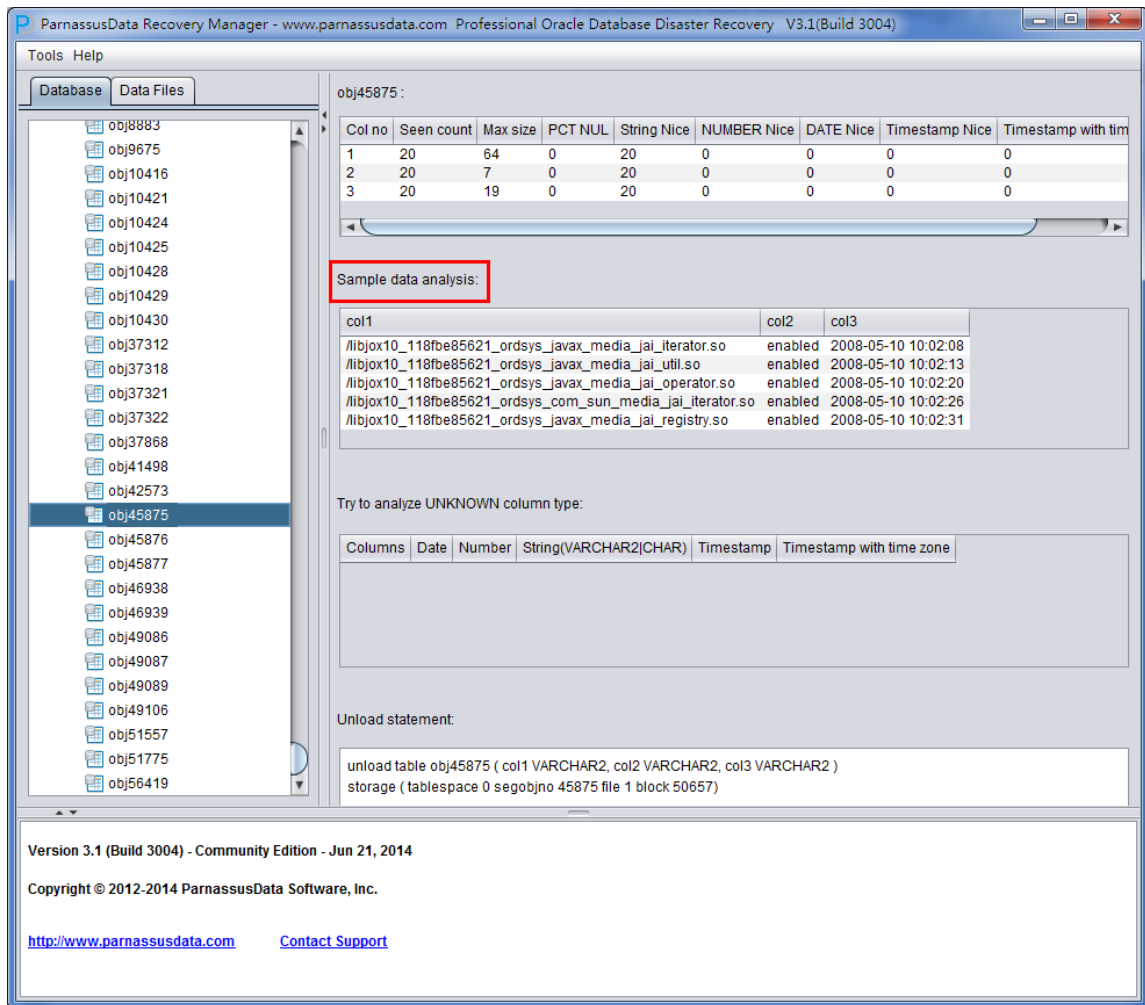 ParnassusData Recovery Manager - www.parnassusdata.com Professional Oracle Database Disaster Recovery V3.1(Build 3004)
Tools Help
Database Data Files
obj8883
obj9675
obj10416
obj10421
obj10424
obj10425
obj10428
obj10429
obj10430
obj37312
obj37318
obj37321
obj37322
obj37868
obj41498
obj42573
obj45875
obj45876
obj45877
obj46938
obj46939
obj49086
obj49087
obj49089
obj49106
obj51557
obj51775
obj56419
obj45875 :
Col no Seen count Max size PCT NUL String Nice NUMBER Nice DATE Nice Timestamp Nice Timestamp with tim
1 20 64 0 20 0 0 0 0
2 20 7 0 20 0 0 0 0
3 20 19 0 20 0 0 0 0
Sample data analysis:
col1 col2 col3
/libjox10_118fbe85621_ordsys_javax_media_jai_iterator.so enabled 2008-05-10 10:02:08
/libjox10_118fbe85621_ordsys_javax_media_jai_util.so enabled 2008-05-10 10:02:13
/libjox10_118fbe85621_ordsys_javax_media_jai_operator.so enabled 2008-05-10 10:02:20
/libjox10_118fbe85621_ordsys_com_sun_media_jai_iterator.so enabled 2008-05-10 10:02:26
/libjox10_118fbe85621_ordsys_javax_media_jai_registry.so enabled 2008-05-10 10:02:31
Try to analyze UNKNOWN column type:
Columns Date Number String(VARCHAR2|CHAR) Timestamp Timestamp with time zone
Unload statement:
unload table obj45875 ( col1 VARCHAR2, col2 VARCHAR2, col3 VARCHAR2 )
storage ( tablespace 0 segobjno 45875 file 1 block 50657)
Version 3.1 (Build 3004) - Community Edition - Jun 21, 2014
Copyright © 2012-2014 ParnassusData Software, Inc.
http://www.parnassusdata.com Contact Support